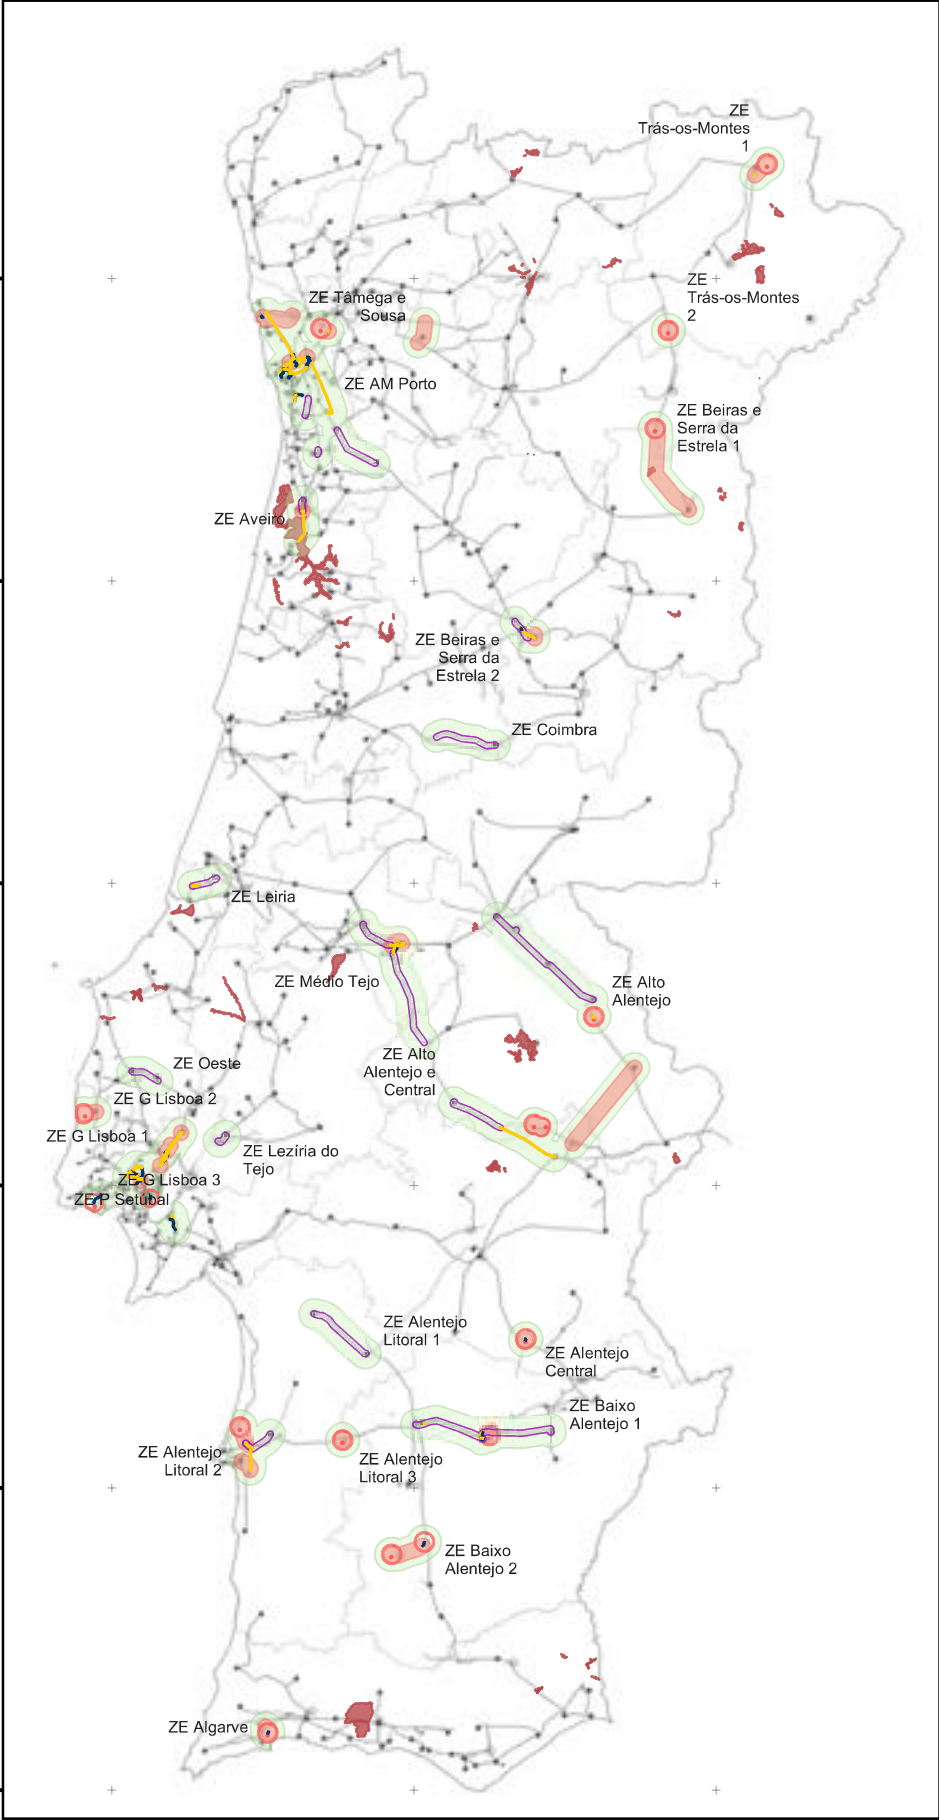 ZE
Trás-os-Montes
1
ZE
Trás-os-Montes
2
ZE Tâmega e
Sousa
ZE AM Porto
ZE Beiras e
Serra da
Estrela 1
ZE Aveiro
ZE Beiras e
Serra da
Estrela 2
ZE Coimbra
ZE Leiria
ZE Médio Tejo
ZE Alto
Alentejo
ZE Alto
Alentejo e
Central
ZE Oeste
ZE G Lisboa 2
ZE G Lisboa 1
ZE Lezíria do
Tejo
ZE G Lisboa 3
ZE P Setúbal
ZE Alentejo
Litoral 1
ZE Alentejo
Central
ZE Baixo
Alentejo 1
ZE Alentejo
Litoral 2
ZE Alentejo
Litoral 3
ZE Baixo
Alentejo 2
ZE Algarve